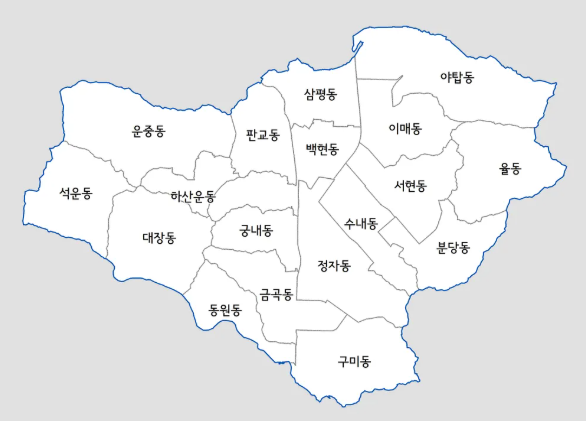 야탑동
삼평동
운중동
판교동
이매동
백현동
율동
석운동
하산운동
서현동
수내동
궁내동
대장동
분당동
정자동
금곡동
동원동
구미동